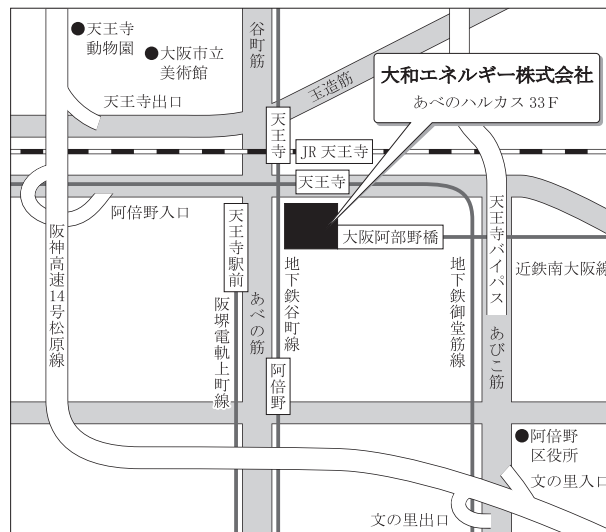 天王寺
動物園
大阪市立
美術館
谷町筋
玉造筋
大和エネルギー株式会社
あべのハルカス 33F
天王寺出口
天王寺
JR 天王寺
天王寺
阿倍野入口
天王寺駅前
大阪阿部野橋
天王寺バイパス
近鉄南大阪線
阪神高速14号松原線
阪堺電軌上町線
あべの筋
地下鉄谷町線
地下鉄御堂筋線
あびこ筋
阿倍野
阿倍野
区役所
文の里入口
文の里出口